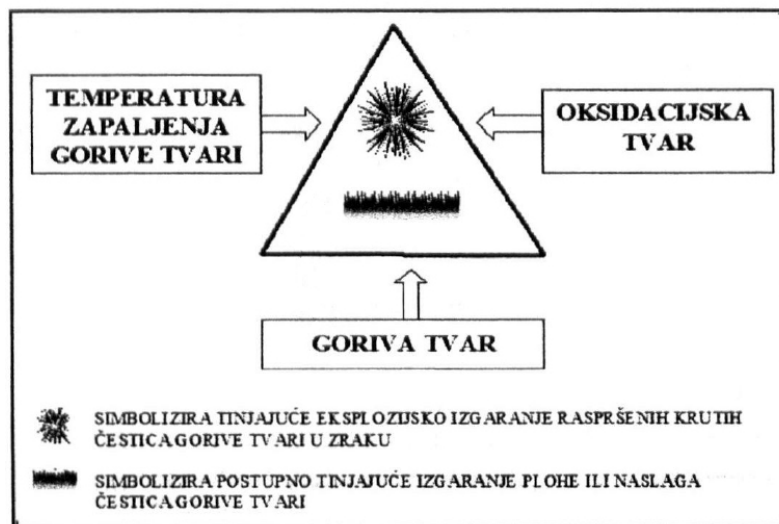 TEMPERATURA
ZAPALJENJA
GORIVE TVARI
OKSIDACIJSKA
TVAR
GORIVA TVAR
SIMBOLIZIRA TINJAJUĆE EKSPLOZIJSKO IZGARANJE RASPRŠENIH KRUTIH
ČESTICA GORIVE TVARI U ZRAKU
SIMBOLIZIRA POSTUPNO TINJAJUĆE IZGARANJE PLOHE ILI NASLAGA
ČESTICA GORIVE TVARI